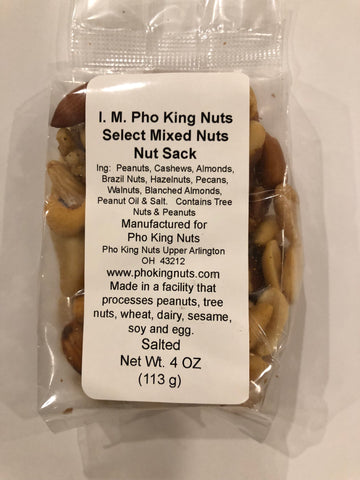 I. M. Pho King Nuts
Select Mixed Nuts
Nut Sack
Ing: Peanuts, Cashews, Almonds,
Brazil Nuts, Hazelnuts, Pecans,
Walnuts, Blanched Almonds,
Peanut Oil & Salt. Contains Tree
Nuts & Peanuts
Manufactured for
Pho King Nuts
Pho King Nuts Upper Arlington
OH 43212
www.phokingnuts.com
Made in a facility that
processes peanuts, tree
nuts, wheat, dairy, sesame,
soy and egg.
Salted
Net Wt. 4 OZ
(113 g)